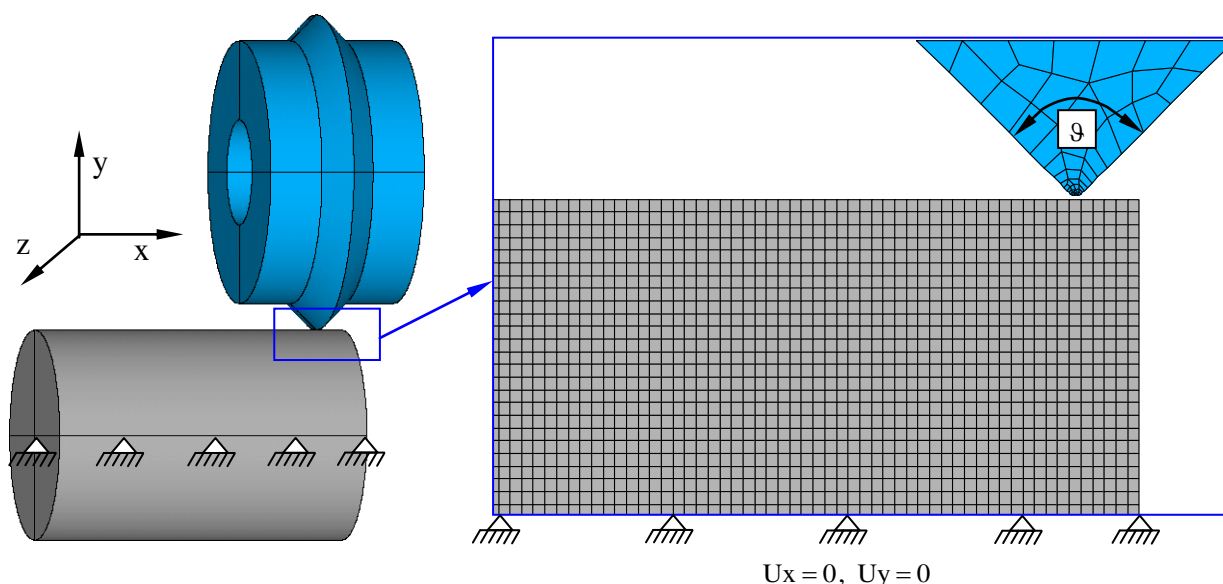 y
z
x
ϑ
Ux = 0, Uy = 0